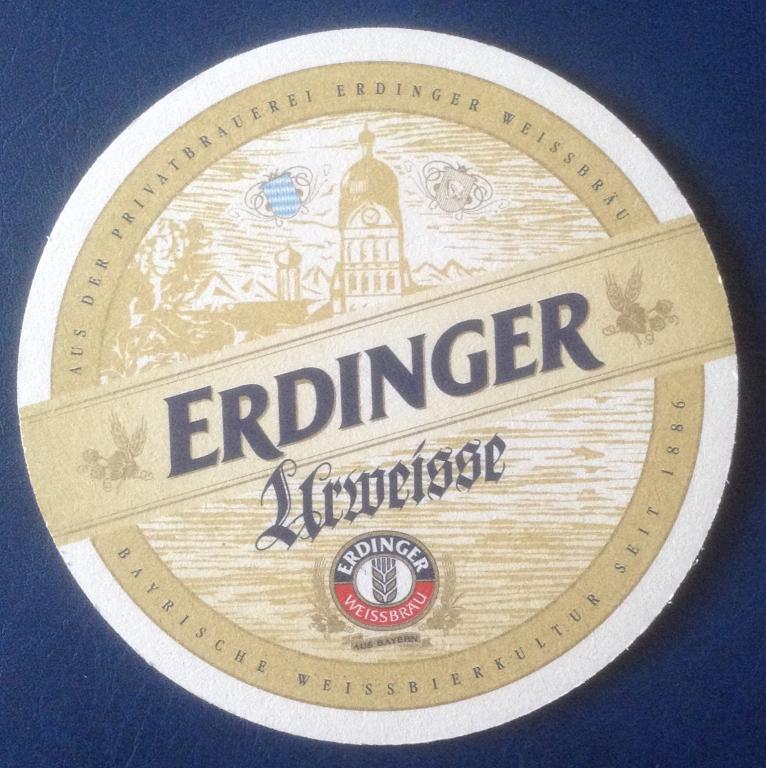 AUS DER PRIVATBRAUEREI ERDINGER WEISSBRÄU
ERDINGER
Urweisse
ERDINGER
WEISSBRÄU
AUS BAYERN
BAYRISCHE WEISSBIERKULTUR SEIT 1886